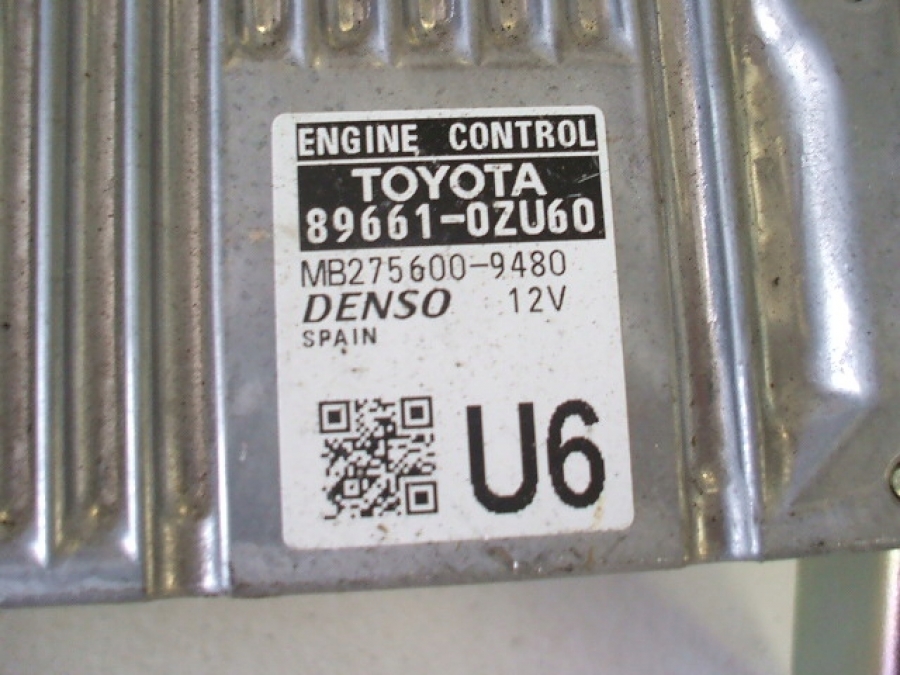 ENGINE CONTROL
TOYOTA
89661-0ZU60
MB275600-9480
DENSO 12V
SPAIN
U6